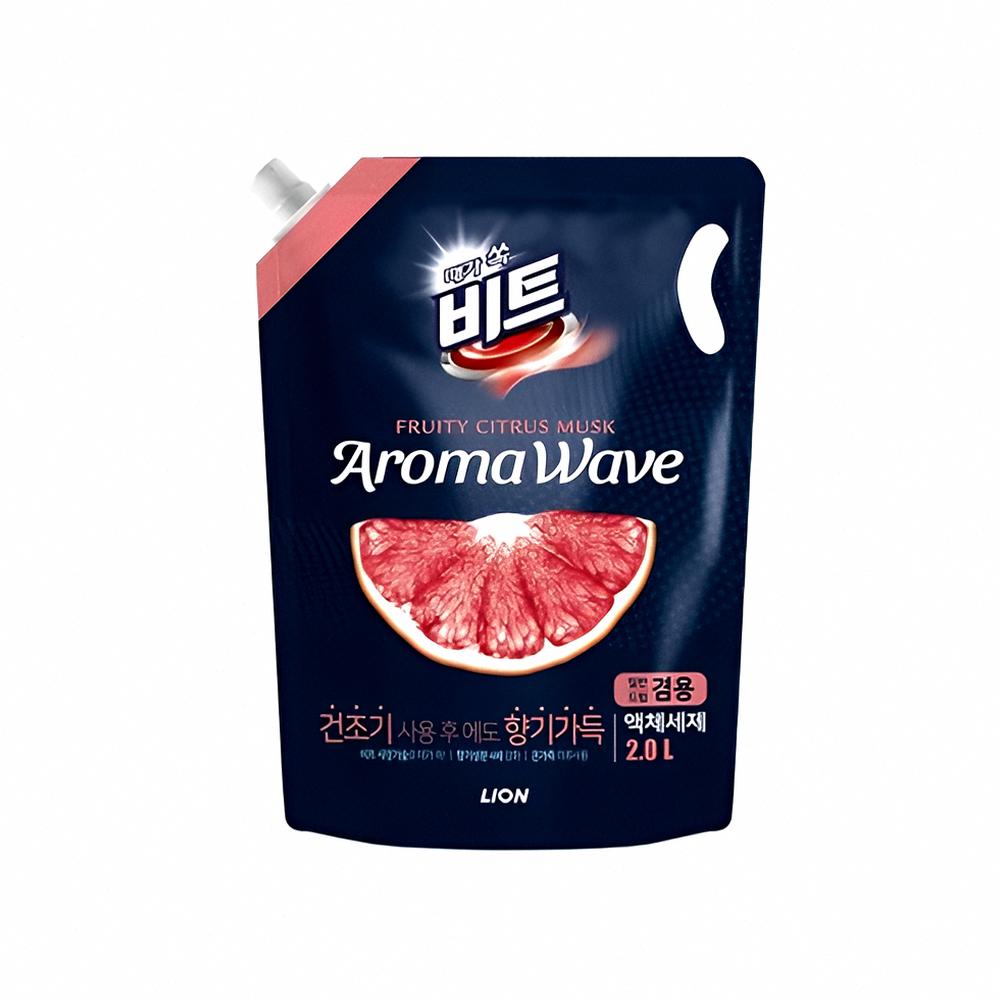 때가 쏙
비트
FRUITY CITRUS MUSK
Aroma Wave
겸용
건조기 사용 후에도 향기가득
액체세제
2.0 L
LION